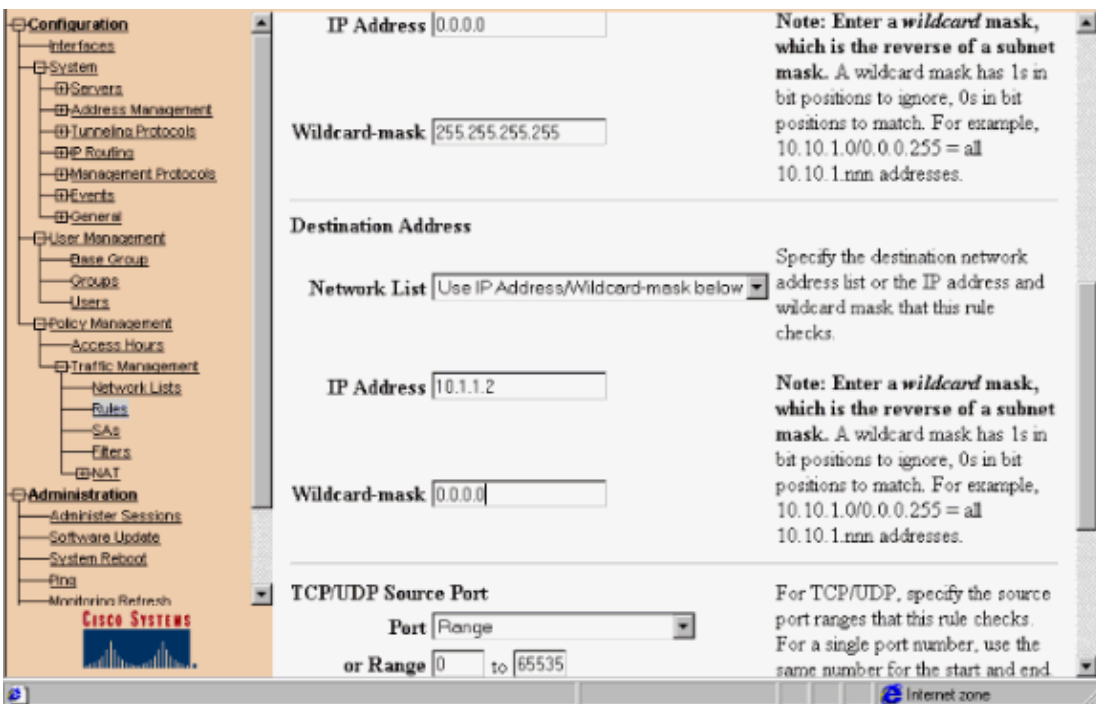 Configuration
Interfaces
System
Servers
Address Management
Tunneling Protocols
IP Routing
Management Protocols
Events
General
User Management
Base Group
Groups
Users
Policy Management
Access Hours
Traffic Management
Network Lists
Rules
SAs
Filters
NAT
Administration
Administer Sessions
Software Update
System Reboot
Ping
Monitoring Refresh
CISCO SYSTEMS
IP Address 0.0.0.0
Wildcard-mask 255.255.255.255
Note: Enter a wildcard mask,
which is the reverse of a subnet
mask. A wildcard mask has 1s in
bit positions to ignore, 0s in bit
positions to match. For example,
10.10.1.0/0.0.0.255 = all
10.10.1.nnn addresses.
Destination Address
Network List Use IP Address/Wildcard-mask below
Specify the destination network
address list or the IP address and
wildcard mask that this rule
checks.
IP Address 10.1.1.2
Wildcard-mask 0.0.0.0
Note: Enter a wildcard mask,
which is the reverse of a subnet
mask. A wildcard mask has 1s in
bit positions to ignore, 0s in bit
positions to match. For example,
10.10.1.0/0.0.0.255 = all
10.10.1.nnn addresses.
TCP/UDP Source Port
Port Range
or Range 0 to 65535
For TCP/UDP, specify the source
port ranges that this rule checks.
For a single port number, use the
same number for the start and end.
Internet zone